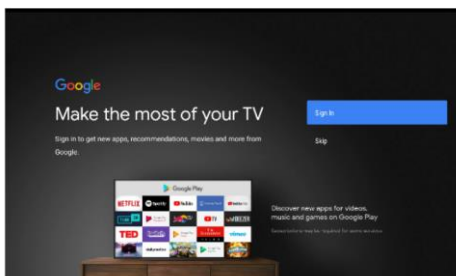 Google
Make the most of your TV
Sign in to get new apps, recommendations, movies and more from
Google.
Sign In
Skip
Google Play
NETFLIX
Spotify
YouTube
TED
vimeo
Discover new apps for videos,
music and games on Google Play